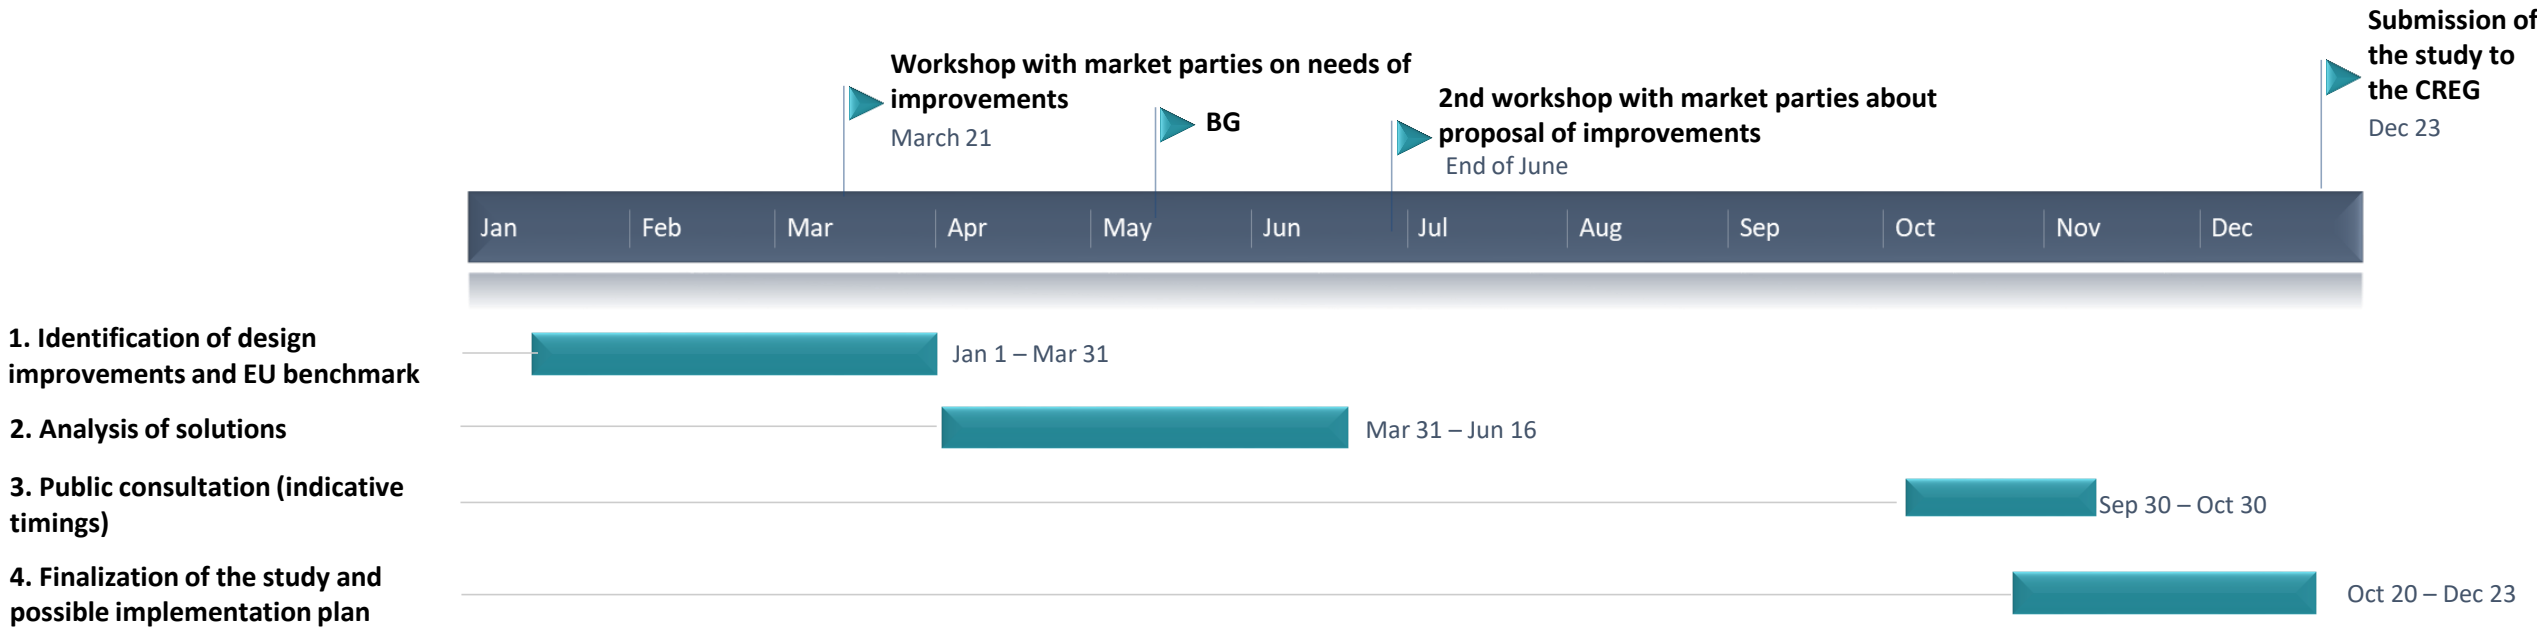 Submission of
the study to
the CREG
Dec 23
Workshop with market parties on needs of
improvements
March 21
BG
2nd workshop with market parties about
proposal of improvements
End of June
Jan Feb Mar Apr May Jun Jul Aug Sep Oct Nov Dec
1. Identification of design
improvements and EU benchmark
Jan 1 – Mar 31
2. Analysis of solutions
Mar 31 – Jun 16
3. Public consultation (indicative
timings)
Sep 30 – Oct 30
4. Finalization of the study and
possible implementation plan
Oct 20 – Dec 23